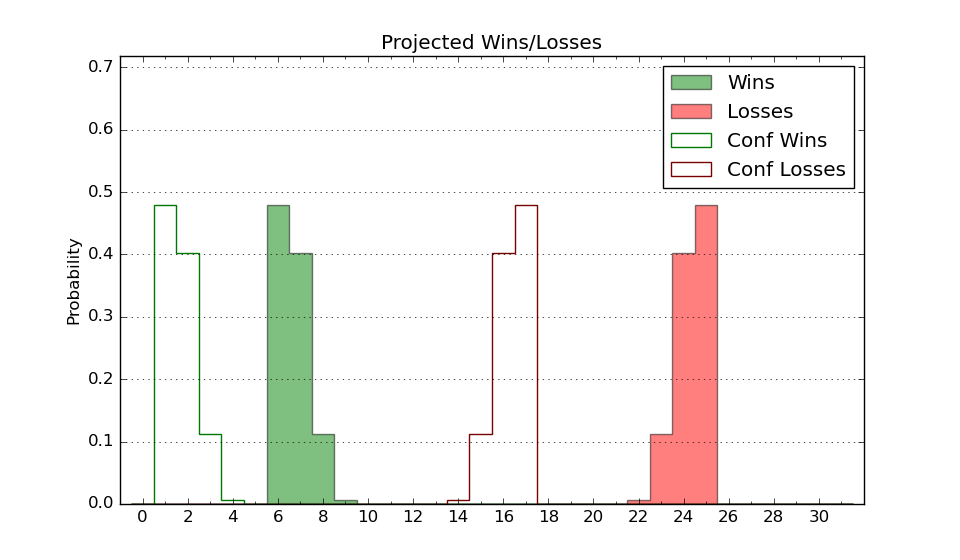 Projected Wins/Losses
0.7
0.6
0.5
0.4
0.3
0.2
0.1
0.0
Probability
Wins
Losses
Conf Wins
Conf Losses
0 2 4 6 8 10 12 14 16 18 20 22 24 26 28 30